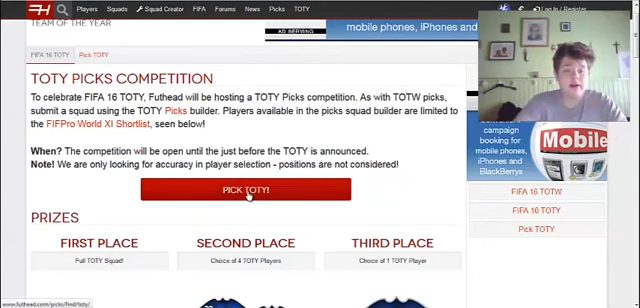 FH Players Squads Squad Creator FIFA Forums News Picks TOTY Log In / Register
TEAM OF THE YEAR
AD SERVING
mobile phones, iPhones and
FIFA 16 TOTY Pick TOTY
TOTY PICKS COMPETITION
To celebrate FIFA 16 TOTY, Futhead will be hosting a TOTY Picks competition. As with TOTW picks,
submit a squad using the TOTY Picks builder. Players available in the picks squad builder are limited to
the FIFPro World XI Shortlist, seen below!
When? The competition will be open until the just before the TOTY is announced.
Note! We are only looking for accuracy in player selection - positions are not considered!
PICK TOTY!
PRIZES
FIRST PLACE SECOND PLACE THIRD PLACE
Full TOTY Squad! Choice of 4 TOTY Players Choice of 1 TOTY Player
Convenient
campaign
booking for
mobile phones,
iPhones and
BlackBerrys
Mobile
FIFA 16 TOTW
FIFA 16 TOTY
Pick TOTY
www.futhead.com/picks/find/toty/